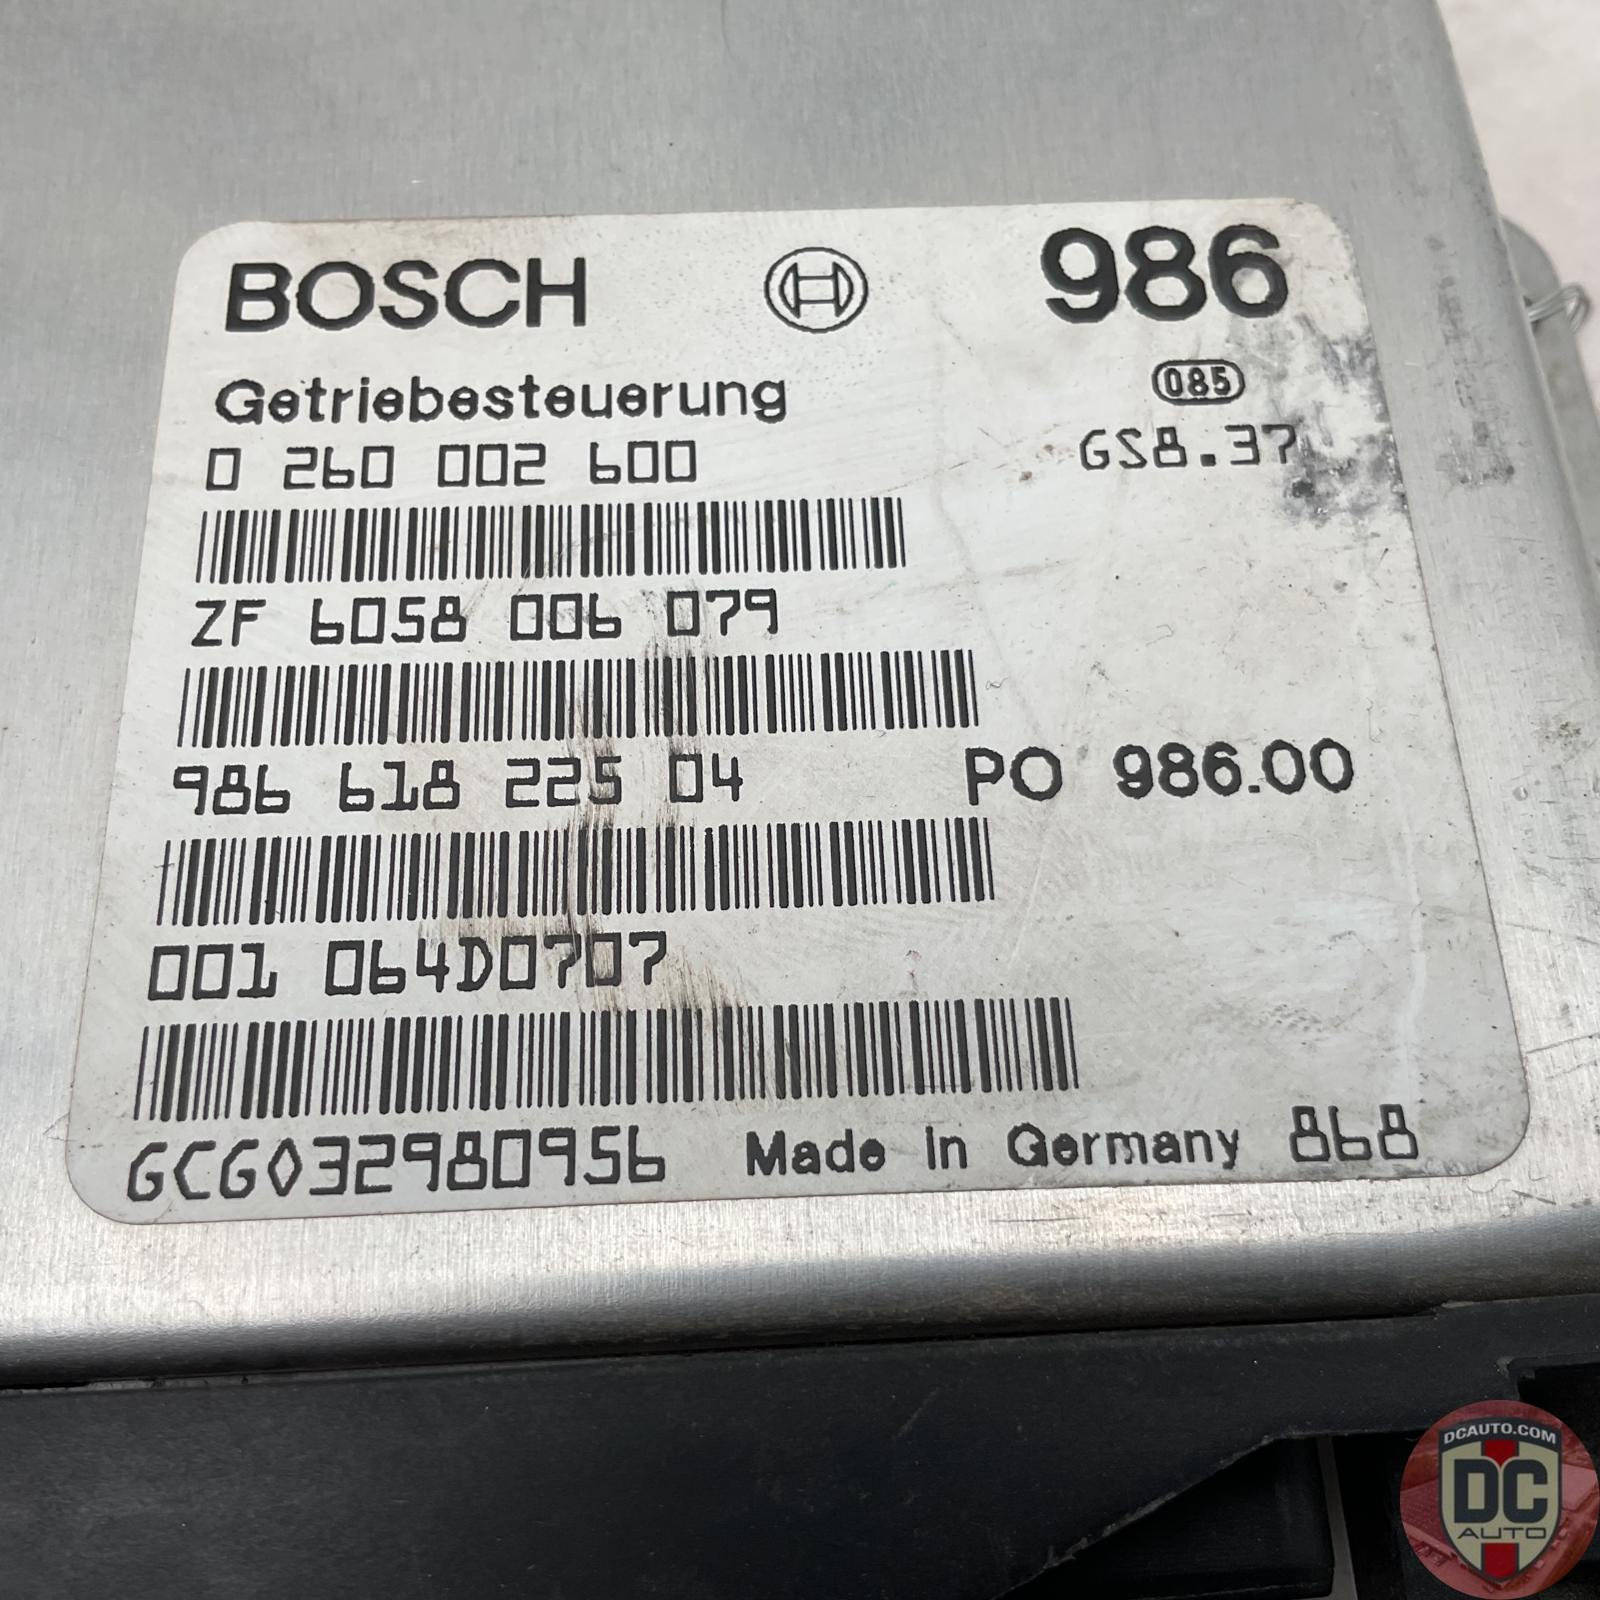 BOSCH 986
Getriebesteuerung 085
0 260 002 600 GS8.37
ZF 6058 006 079
986 618 225 04 PO 986.00
001 064D0707
GCG032980956 Made in Germany 868
DCAUTO.COM
DC
AUTO